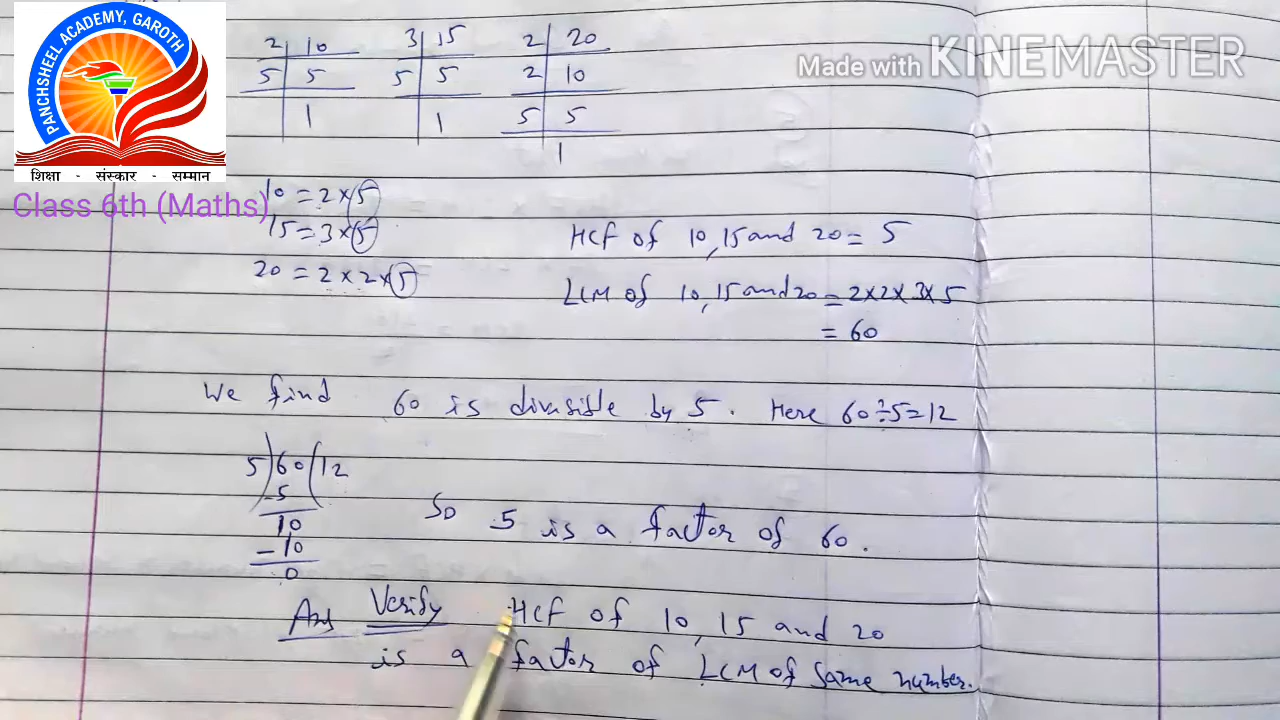 PANCHSHEEL ACADEMY, GAROTH
शिक्षा - संस्कार - सम्मान
Class 6th (Maths)
Made with KINEMASTER
2 | 10
5 | 5
1
3 | 15
5 | 5
1
2 | 20
2 | 10
5 | 5
1
10 = 2 × 5
15 = 3 × 5
20 = 2 × 2 × 5
HCF of 10, 15 and 20 = 5
LCM of 10, 15 and 20 = 2×2×3×5
= 60
We find 60 is divisible by 5. Here 60÷5=12
5)60(12
-5
10
-10
0
So 5 is a factor of 60.
Ans Verify HCF of 10, 15 and 20
is a factor of LCM of same number.